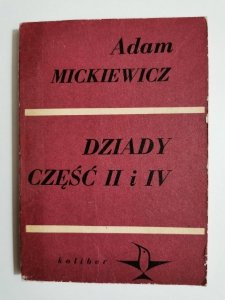 Adam
MICKIEWICZ
DZIADY
CZĘŚĆ II i IV
koliber